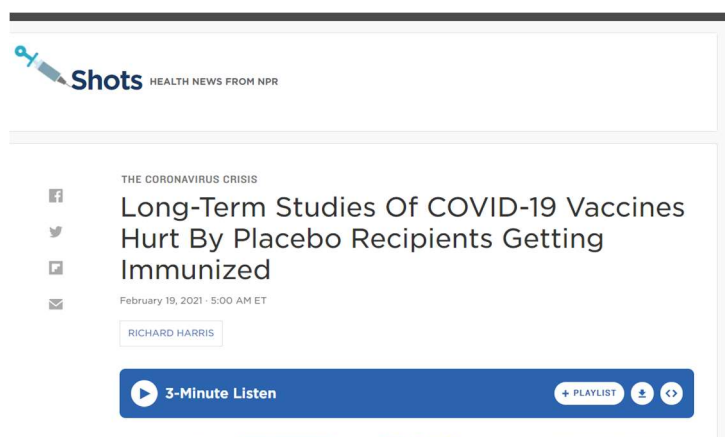 Shots HEALTH NEWS FROM NPR
THE CORONAVIRUS CRISIS
Long-Term Studies Of COVID-19 Vaccines
Hurt By Placebo Recipients Getting
Immunized
February 19, 2021 · 5:00 AM ET
RICHARD HARRIS
3-Minute Listen + PLAYLIST